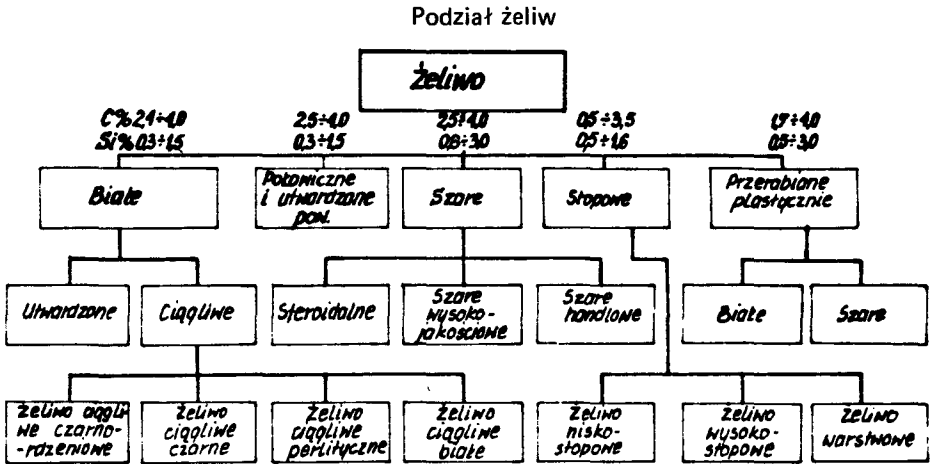 Podział żeliw
Żeliwo
C% 2,1÷4,0
Si% 0,3÷1,5
2,5÷4,0
0,3÷1,5
2,5÷4,0
0,8÷3,0
0,5÷3,5
0,5÷1,6
1,9÷4,0
0,5÷3,0
Białe
Połowiczne
i utwardzone
pow.
Szare
Stopowe
Przerabiane
plastycznie
Utwardzone
Ciągliwe
Steroidalne
Szare
wysoko-
jakościowe
Szare
handlowe
Białe
Szare
Żeliwo ciągli
we czarno-
-rdzeniowe
Żeliwo
ciągliwe
czarne
Żeliwo
ciągliwe
perlityczne
Żeliwo
ciągliwe
białe
Żeliwo
nisko-
stopowe
Żeliwo
wysoko-
stopowe
Żeliwo
warstwowe